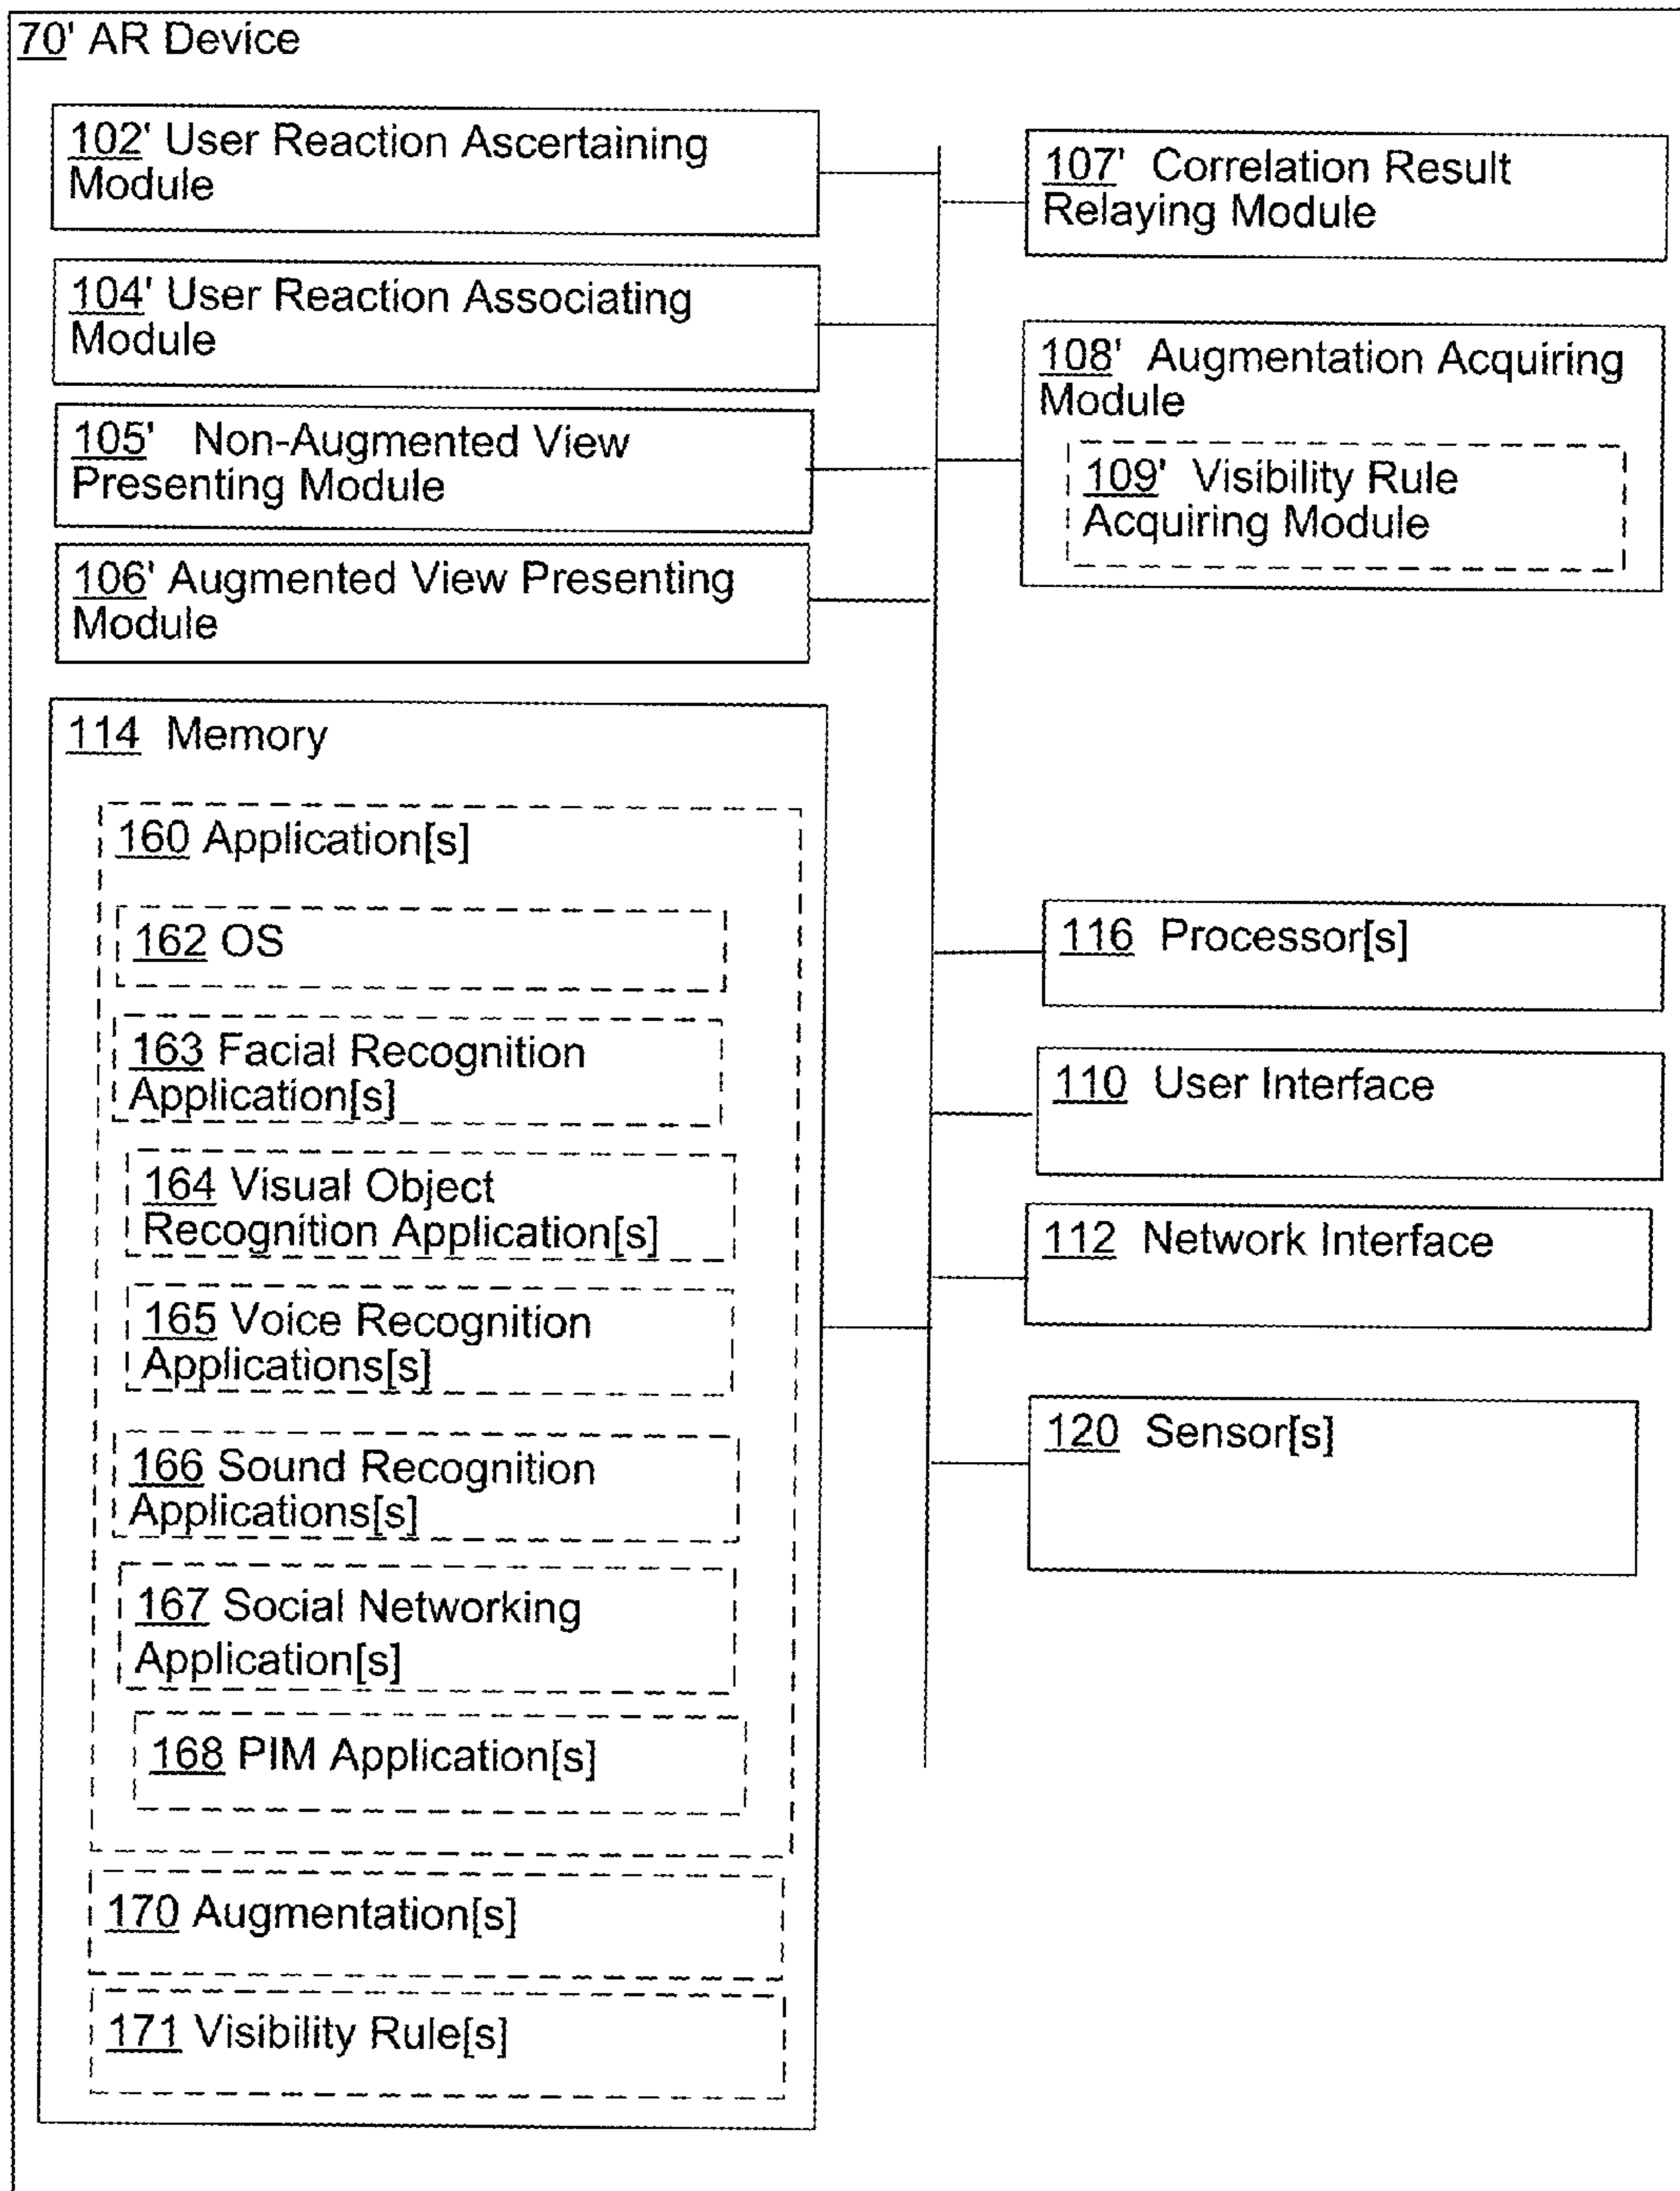 70' AR Device
102' User Reaction Ascertaining
Module
104' User Reaction Associating
Module
105' Non-Augmented View
Presenting Module
106' Augmented View Presenting
Module
107' Correlation Result
Relaying Module
108' Augmentation Acquiring
Module
109' Visibility Rule
Acquiring Module
114 Memory
160 Application[s]
162 OS
163 Facial Recognition
Application[s]
164 Visual Object
Recognition Application[s]
165 Voice Recognition
Applications[s]
166 Sound Recognition
Applications[s]
167 Social Networking
Application[s]
168 PIM Application[s]
170 Augmentation[s]
171 Visibility Rule[s]
116 Processor[s]
110 User Interface
112 Network Interface
120 Sensor[s]